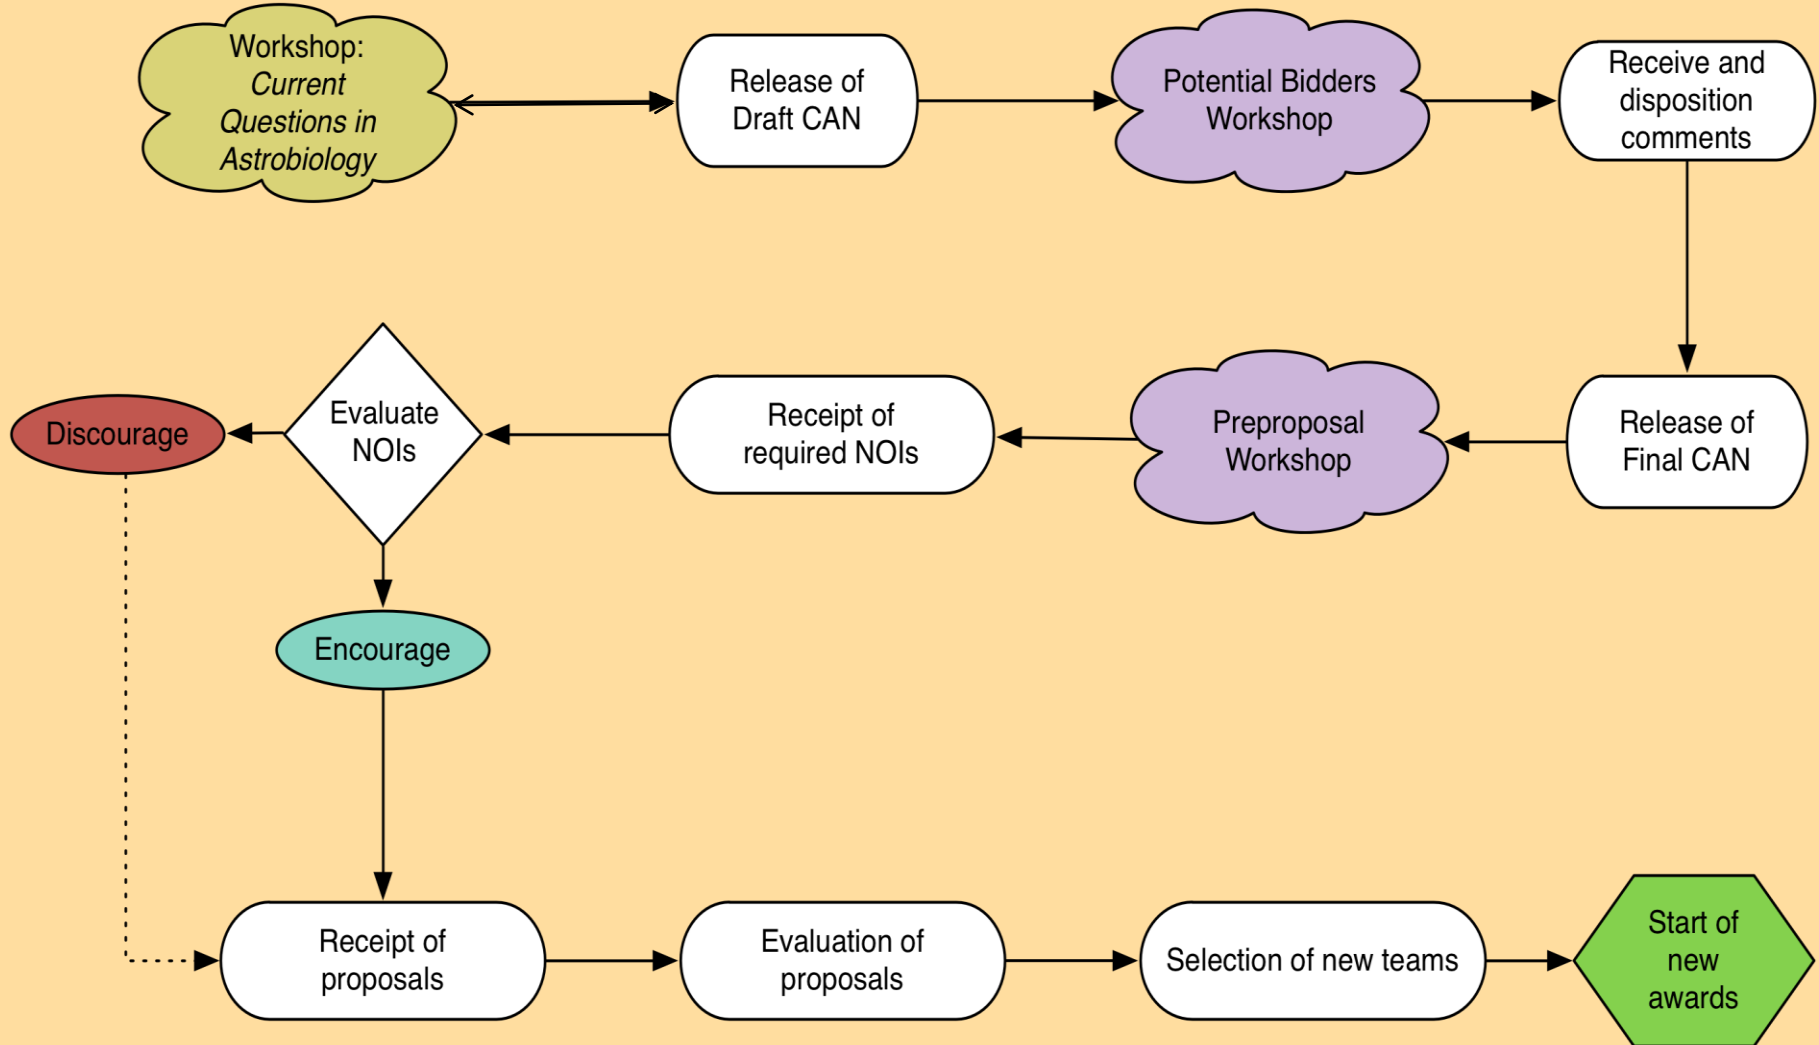 Workshop:
Current
Questions in
Astrobiology
Release of
Draft CAN
Potential Bidders
Workshop
Receive and
disposition
comments
Discourage
Evaluate
NOIs
Receipt of
required NOIs
Preproposal
Workshop
Release of
Final CAN
Encourage
Receipt of
proposals
Evaluation of
proposals
Selection of new teams
Start of
new
awards